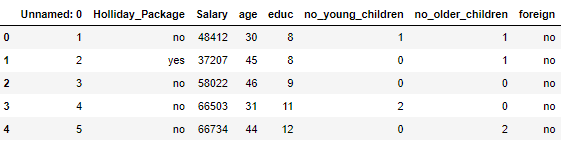 Unnamed: 0 Holliday_Package Salary age educ no_young_children no_older_children foreign
0 1 no 48412 30 8 1 1 no
1 2 yes 37207 45 8 0 1 no
2 3 no 58022 46 9 0 0 no
3 4 no 66503 31 11 2 0 no
4 5 no 66734 44 12 0 2 no